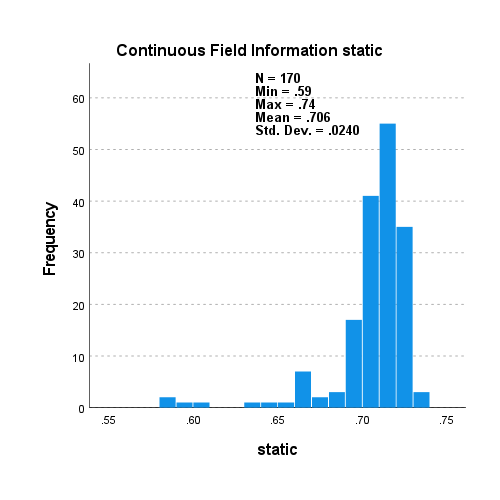 Continuous Field Information static
N = 170
Min = .59
Max = .74
Mean = .706
Std. Dev. = .0240
60
50
40
30
20
10
0
Frequency
.55 .60 .65 .70 .75
static